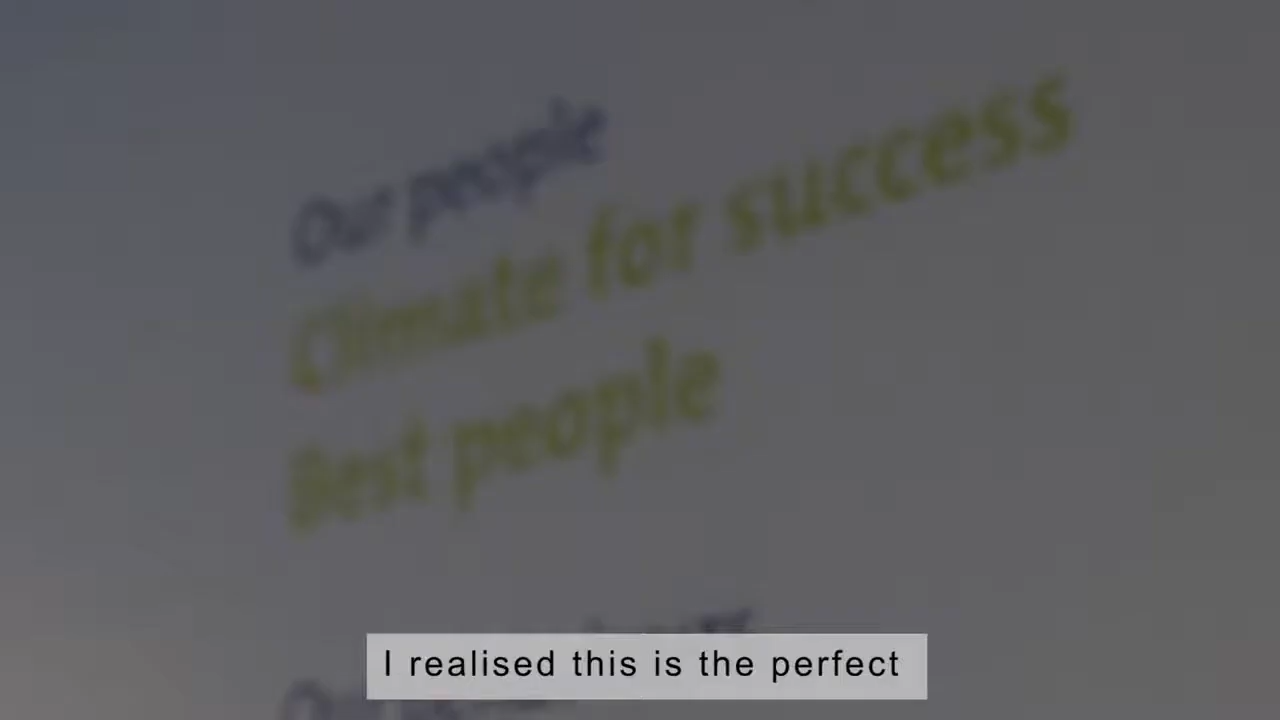 Our people
Climate for success
Best people
I realised this is the perfect